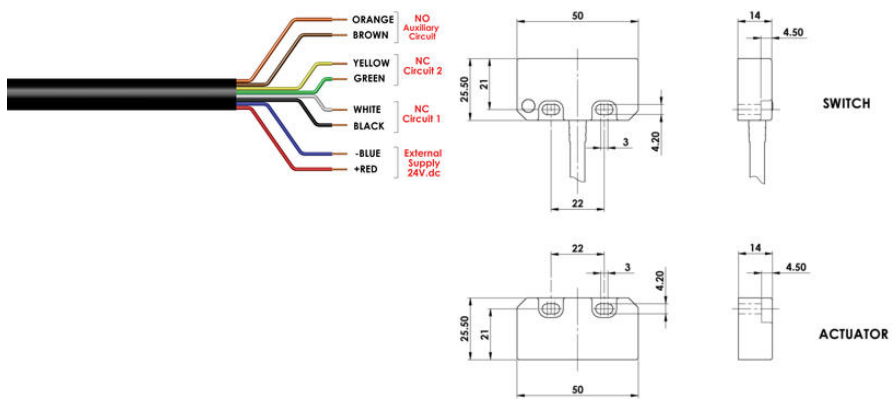 ORANGE
BROWN
NO
Auxiliary
Circuit
YELLOW
GREEN
NC
Circuit 2
WHITE
BLACK
NC
Circuit 1
-BLUE
+RED
External
Supply
24V.dc
50
25.50
21
3
4.20
22
14
4.50
SWITCH
22
3
4.20
25.50
21
50
14
4.50
ACTUATOR